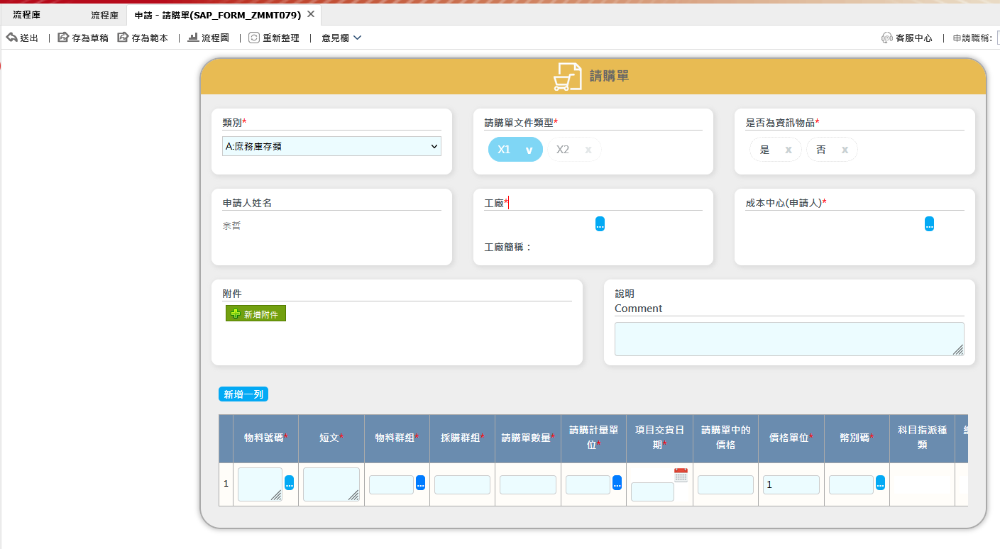 流程庫
流程庫
申請 - 請購單(SAP_FORM_ZMMT079) ✕
送出 | 存為草稿 存為範本 | 流程圖 | 重新整理 | 意見欄
客服中心 | 申請職稱:
請購單
類別*
A:庶務庫存類
請購單文件類型*
X1 v X2 x
是否為資訊物品*
是 x 否 x
申請人姓名
余哲
工廠*
...
工廠簡稱：
成本中心(申請人)*
...
附件
新增附件
說明
Comment
新增一列
物料號碼* 短文* 物料群組* 採購群組* 請購單數量* 請購計量單位* 項目交貨日期* 請購單中的價格 價格單位* 幣別碼* 科目指派種類
1 ... ... ... 1 ...